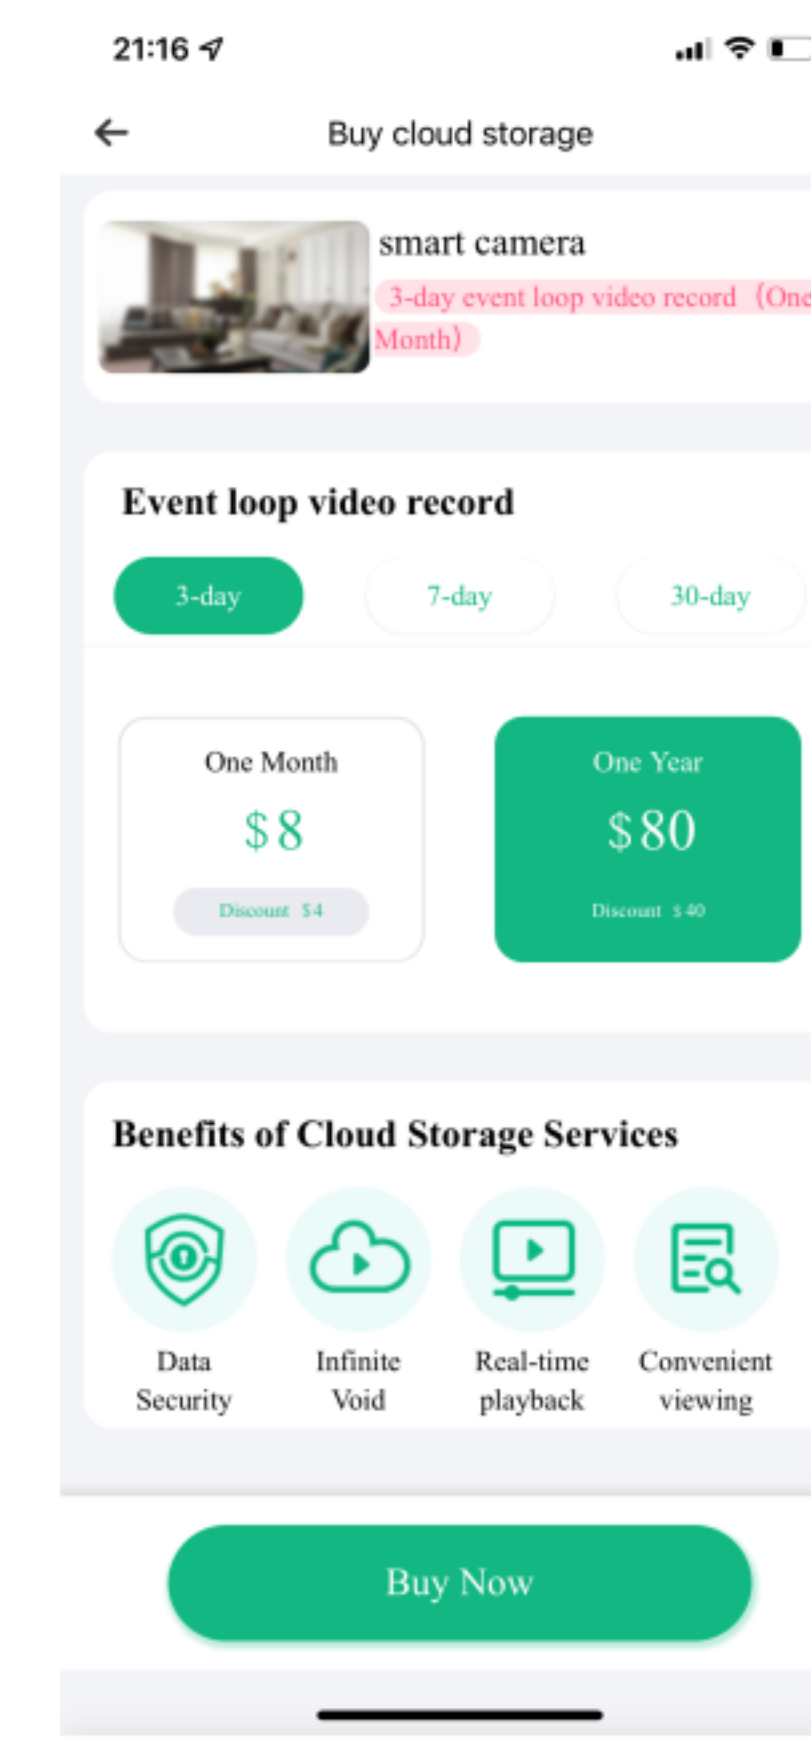 21:16
Buy cloud storage
smart camera
3-day event loop video record（One
Month）
Event loop video record
3-day 7-day 30-day
One Month One Year
$8 $80
Discount $4 Discount $40
Benefits of Cloud Storage Services
Data Infinite Real-time Convenient
Security Void playback viewing
Buy Now